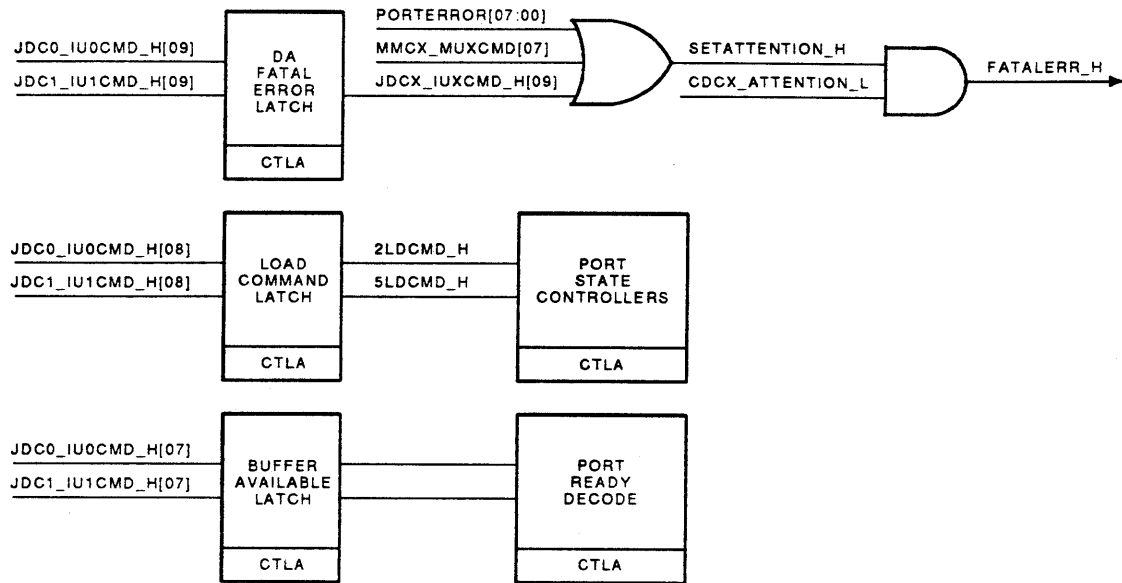 PORTERROR[07:00]
JDC0_IU0CMD_H[09]
DA
FATAL
ERROR
LATCH
MMCX_MUXCMD[07]
SETATTENTION_H
FATALERR_H
JDC1_IU1CMD_H[09]
JDCX_IUXCMD_H[09]
CDCX_ATTENTION_L
CTLA
JDC0_IU0CMD_H[08]
LOAD
COMMAND
LATCH
2LDCMD_H
PORT
STATE
CONTROLLERS
JDC1_IU1CMD_H[08]
5LDCMD_H
CTLA
CTLA
JDC0_IU0CMD_H[07]
BUFFER
AVAILABLE
LATCH
PORT
READY
DECODE
JDC1_IU1CMD_H[07]
CTLA
CTLA